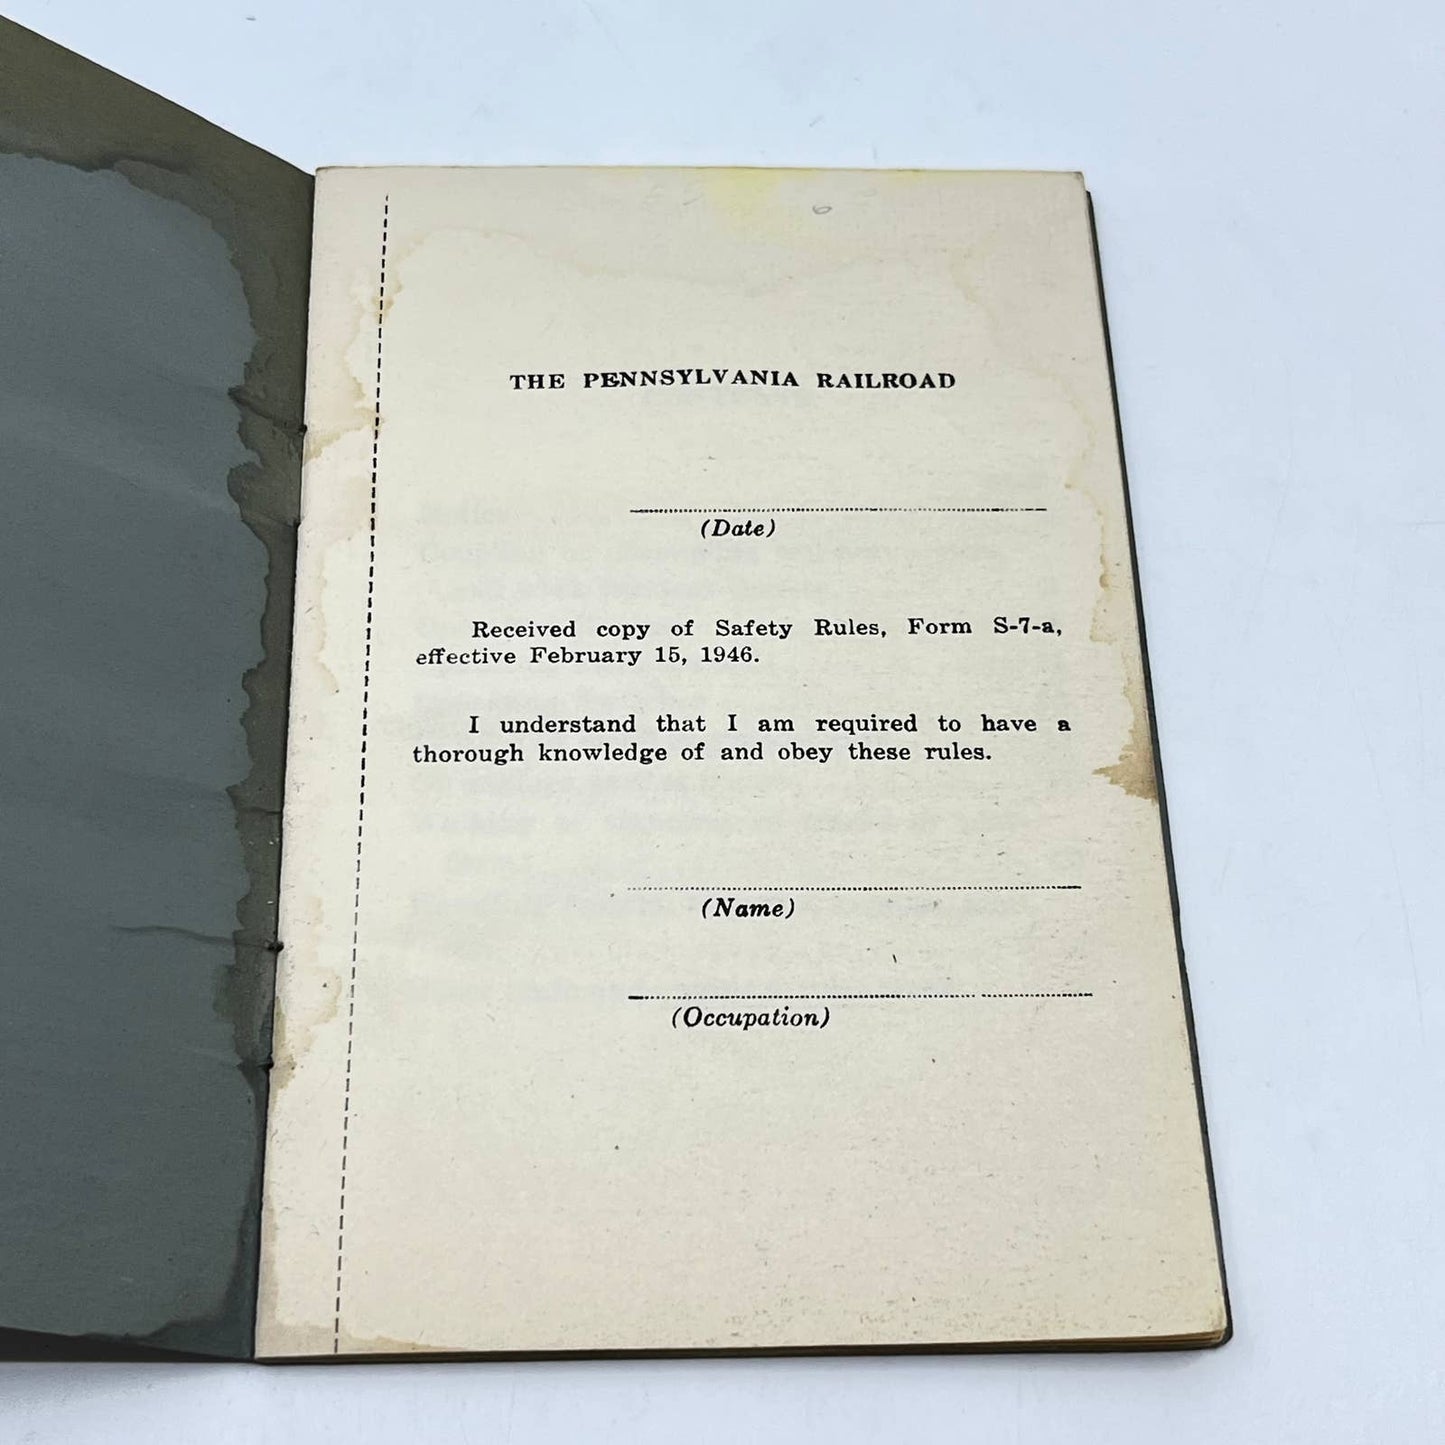 THE PENNSYLVANIA RAILROAD
(Date)
Received copy of Safety Rules, Form S-7-a,
effective February 15, 1946.
I understand that I am required to have a
thorough knowledge of and obey these rules.
(Name)
(Occupation)